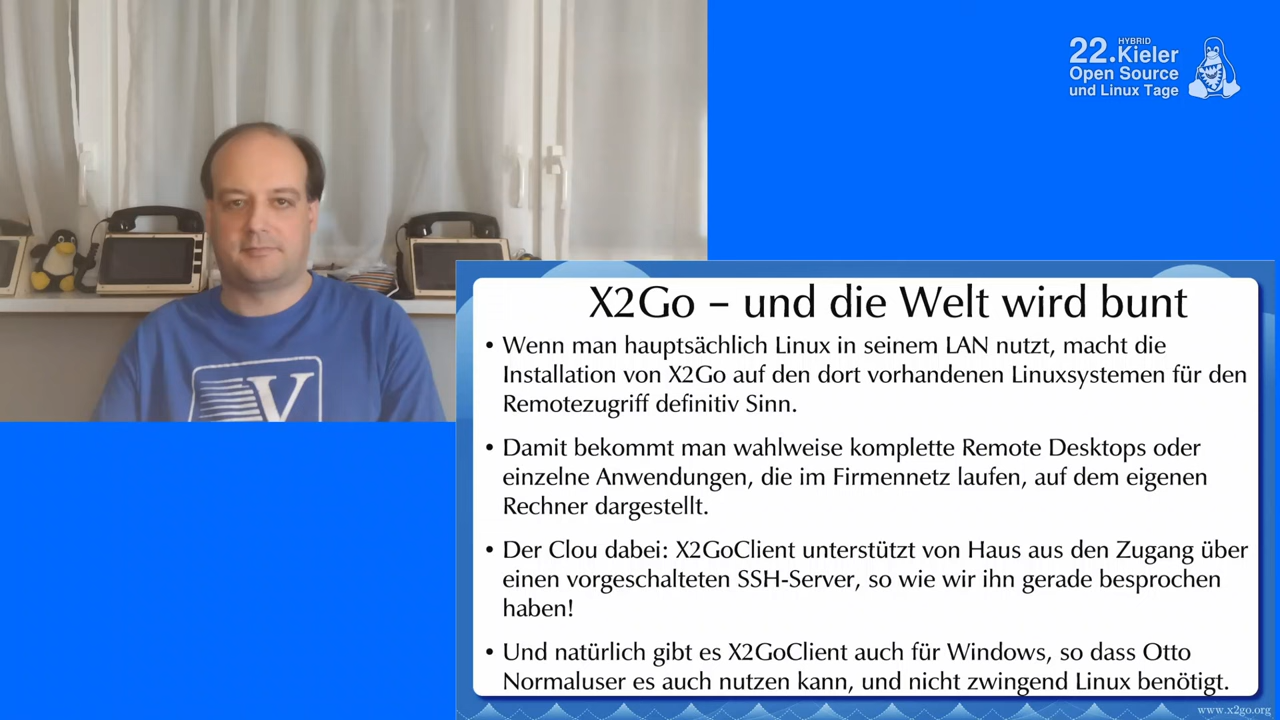 HYBRID
22.Kieler
Open Source
und Linux Tage
X2Go – und die Welt wird bunt
• Wenn man hauptsächlich Linux in seinem LAN nutzt, macht die
Installation von X2Go auf den dort vorhandenen Linuxsystemen für den
Remotezugriff definitiv Sinn.
• Damit bekommt man wahlweise komplette Remote Desktops oder
einzelne Anwendungen, die im Firmennetz laufen, auf dem eigenen
Rechner dargestellt.
• Der Clou dabei: X2GoClient unterstützt von Haus aus den Zugang über
einen vorgeschalteten SSH-Server, so wie wir ihn gerade besprochen
haben!
• Und natürlich gibt es X2GoClient auch für Windows, so dass Otto
Normaluser es auch nutzen kann, und nicht zwingend Linux benötigt.
www.x2go.org